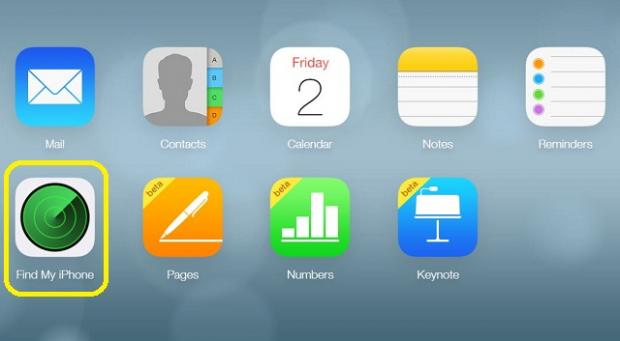 Friday
2
A
B
C
D
Mail
Contacts
Calendar
Notes
Reminders
beta
beta
beta
Find My iPhone
Pages
Numbers
Keynote